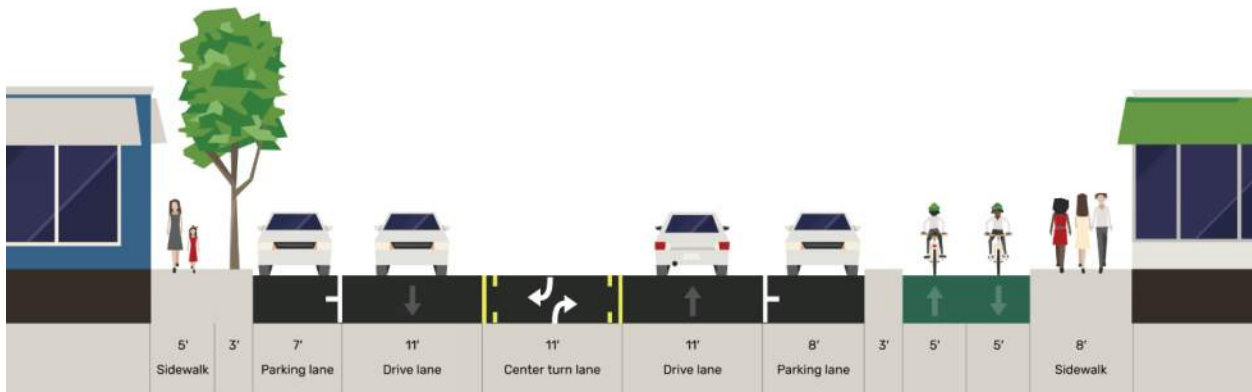 5' 3' 7' 11' 11' 11' 8' 3' 5' 5' 8'
Sidewalk Parking lane Drive lane Center turn lane Drive lane Parking lane Sidewalk